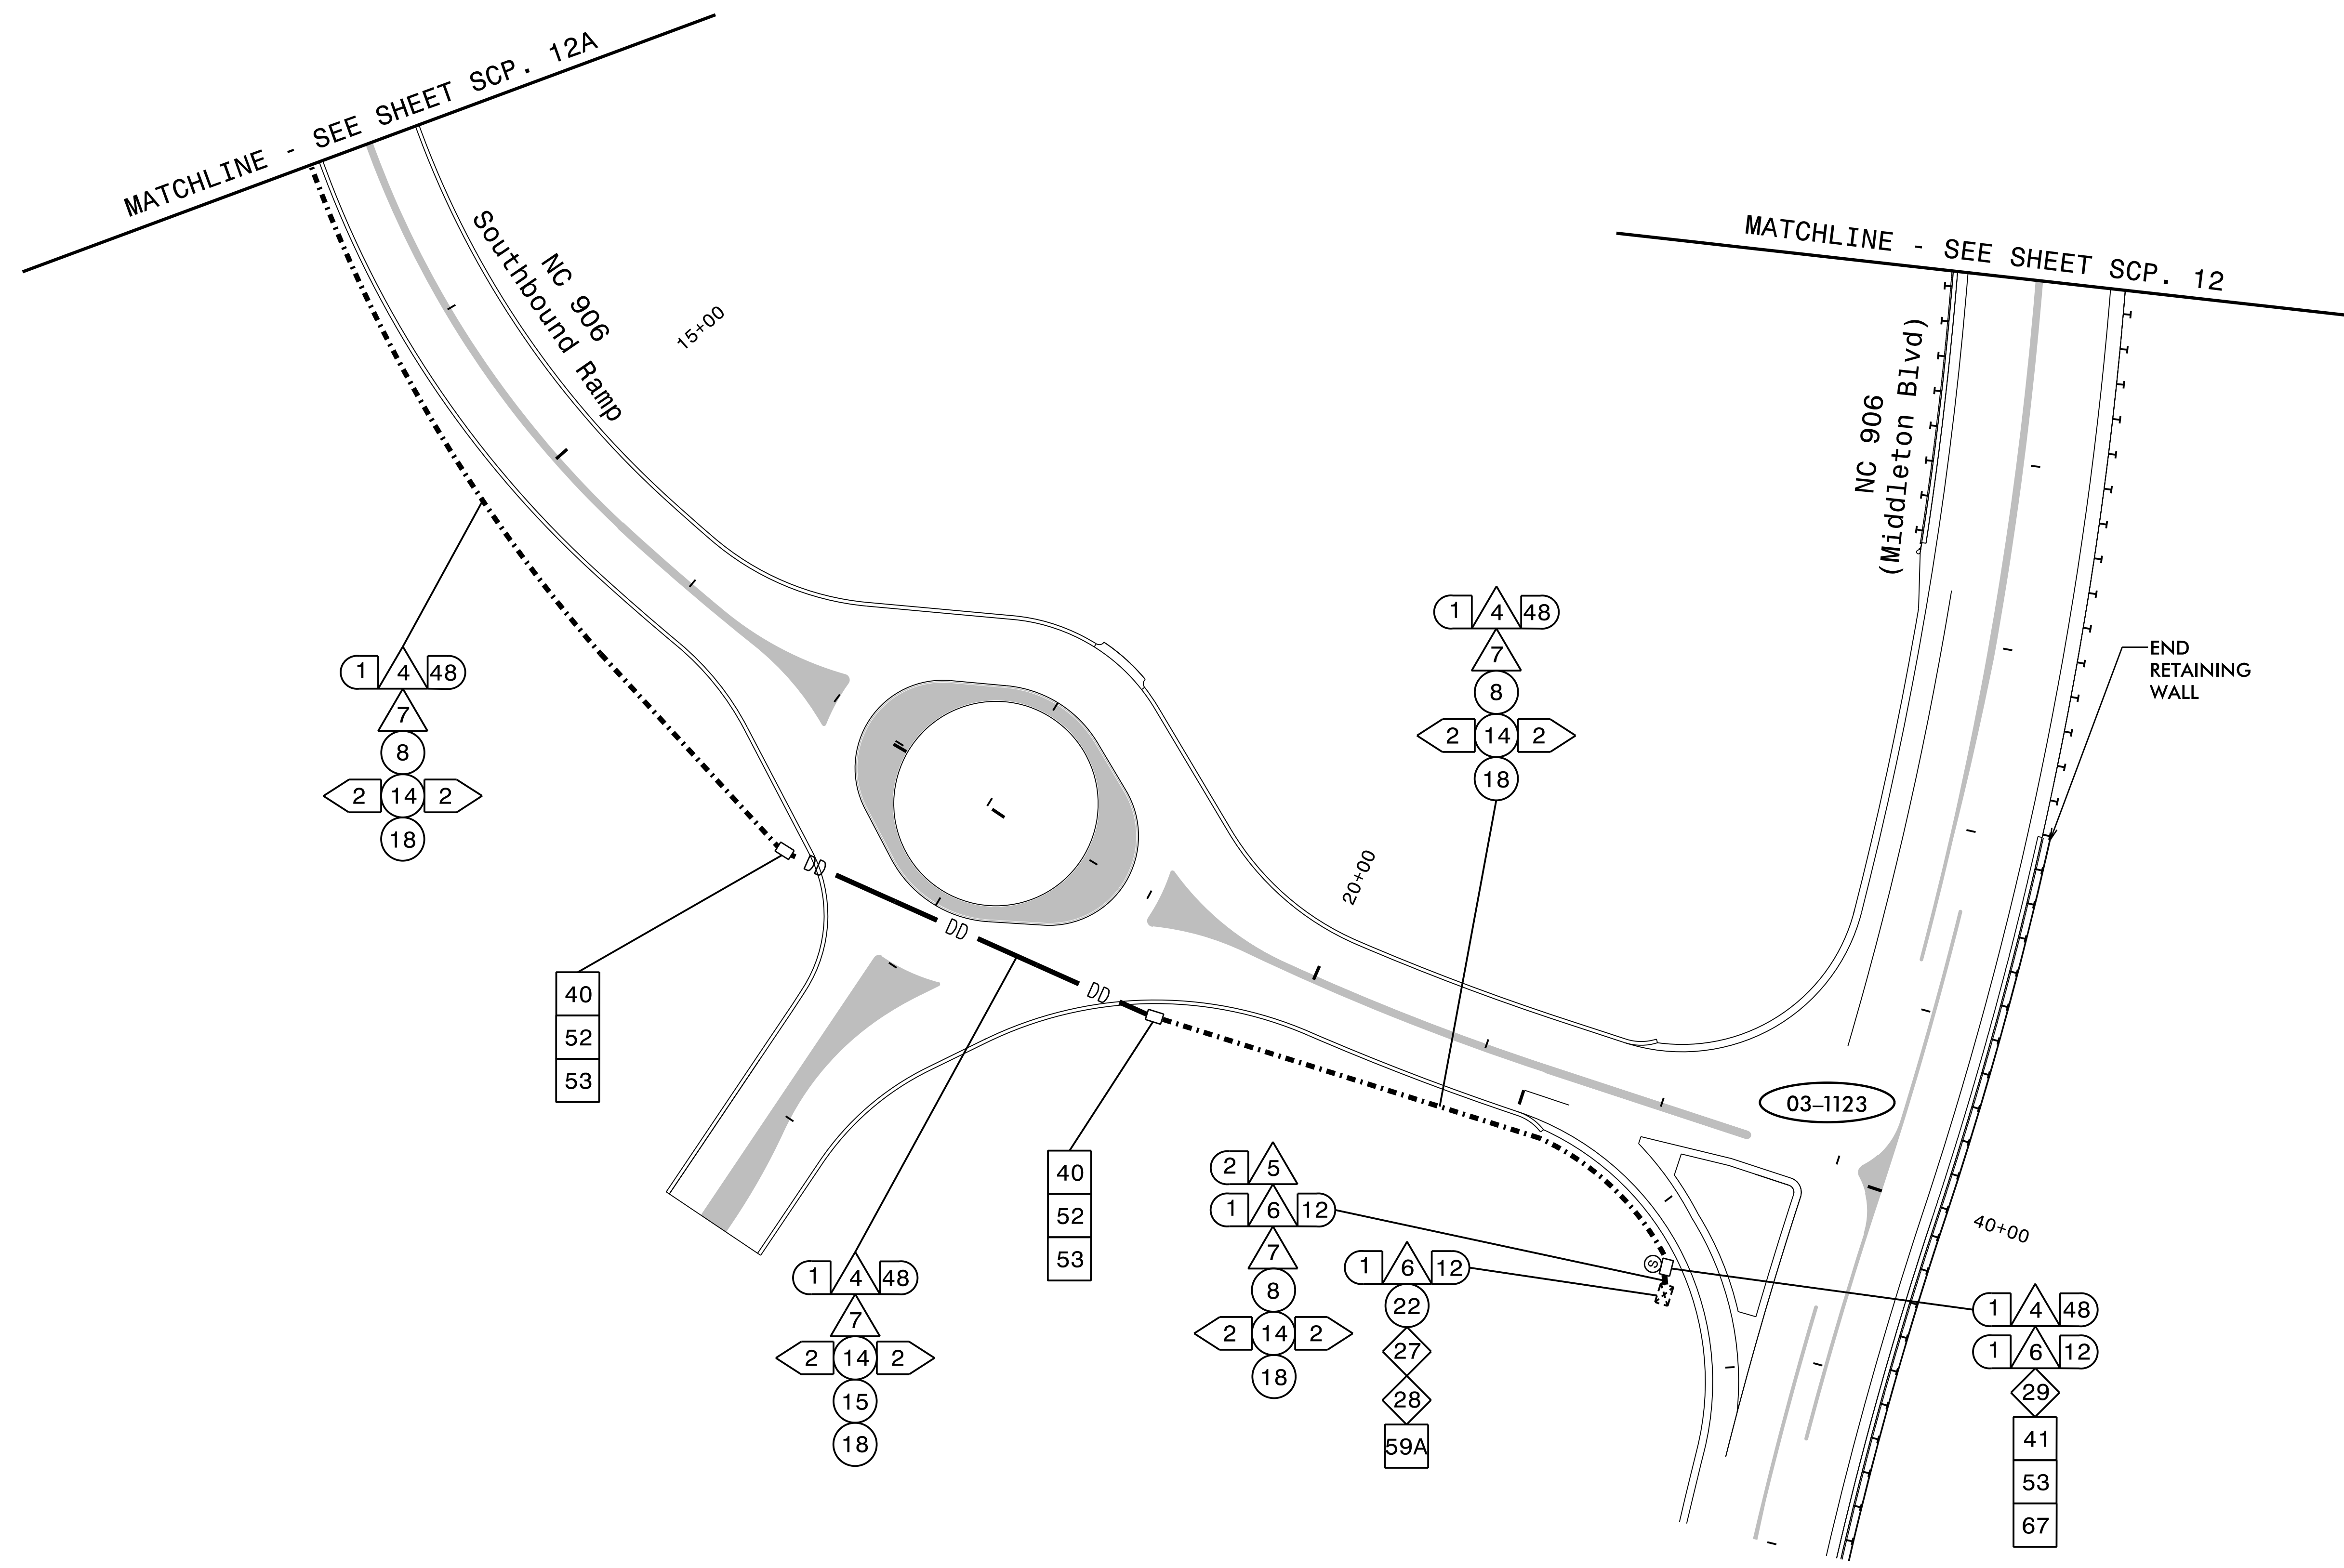 MATCHLINE - SEE SHEET SCP. 12A
NC 906
Southbound Ramp
15+00
MATCHLINE - SEE SHEET SCP. 12
NC 906
(Middleton Blvd)
END
RETAINING
WALL
1 4 48
7
8
2 14 2
18
1 4 48
7
8
2 14 2
18
DD
DD
DD
20+00
40
52
53
03-1123
40
52
53
2 5
1 6 12
7
8
2 14 2
18
1 6 12
22
27
28
59A
S
40+00
1 4 48
7
2 14 2
15
18
1 4 48
1 6 12
29
41
53
67